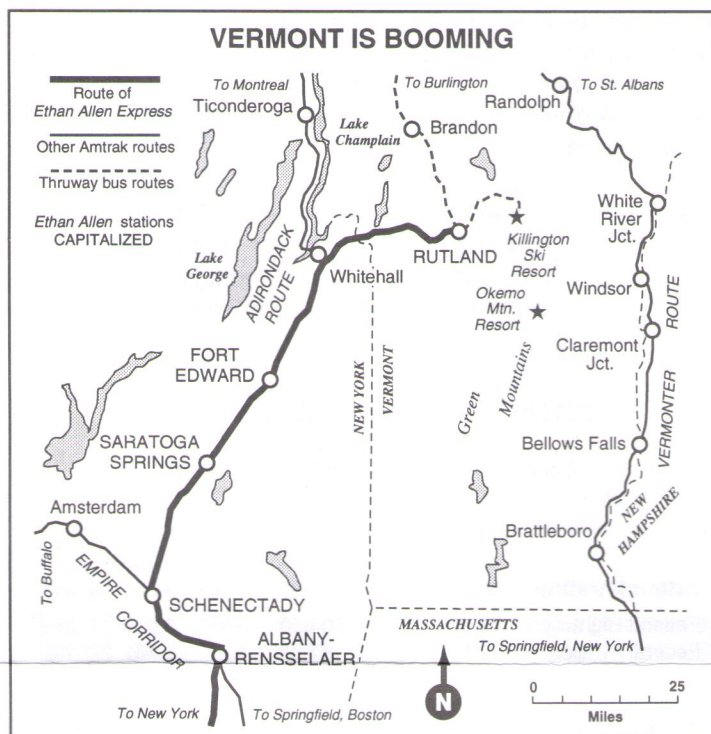 VERMONT IS BOOMING
Route of
Ethan Allen Express
Other Amtrak routes
Thruway bus routes
Ethan Allen stations
CAPITALIZED
To Montreal
Ticonderoga
Lake
Champlain
To Burlington
Brandon
To St. Albans
Randolph
White
River
Jct.
Lake
George
ADIRONDACK
ROUTE
Whitehall
RUTLAND
Killington
Ski
Resort
Okemo
Mtn.
Resort
Windsor
Claremont
Jct.
VERMONTER ROUTE
FORT
EDWARD
NEW YORK
VERMONT
Green Mountains
SARATOGA
SPRINGS
Bellows Falls
NEW
HAMPSHIRE
Brattleboro
Amsterdam
To Buffalo
EMPIRE
CORRIDOR
SCHENECTADY
ALBANY-
RENSSELAER
MASSACHUSETTS
To Springfield, New York
To New York
To Springfield, Boston
N
0 25
Miles